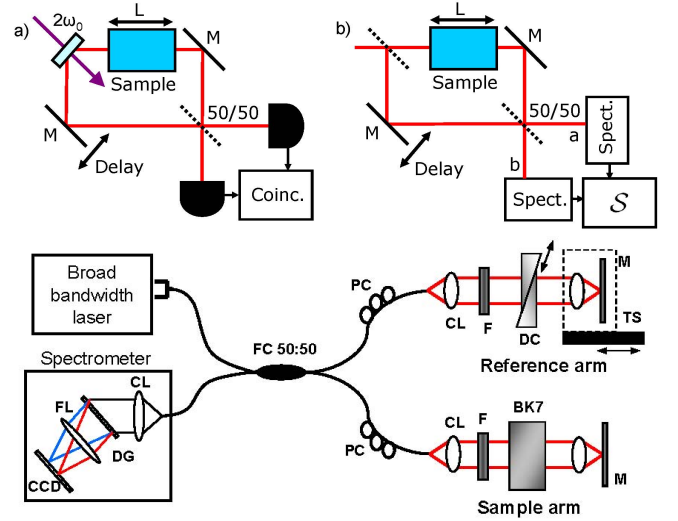 a)
2ω₀
L
Sample
M
M
50/50
Delay
Coinc.
b)
L
Sample
M
M
50/50
a
b
Delay
Spect.
Spect.
𝒮
Broad
bandwidth
laser
Spectrometer
CL
FL
DG
CCD
FC 50:50
PC
CL
F
DC
M
TS
Reference arm
PC
CL
F
BK7
M
Sample arm